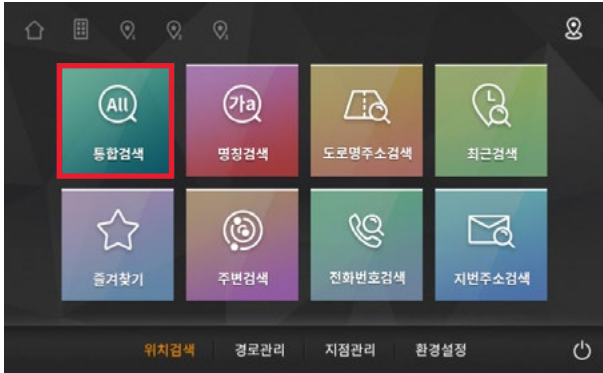 All
가a
통합검색
명칭검색
도로명주소검색
최근검색
즐겨찾기
주변검색
전화번호검색
지번주소검색
위치검색 경로관리 지점관리 환경설정